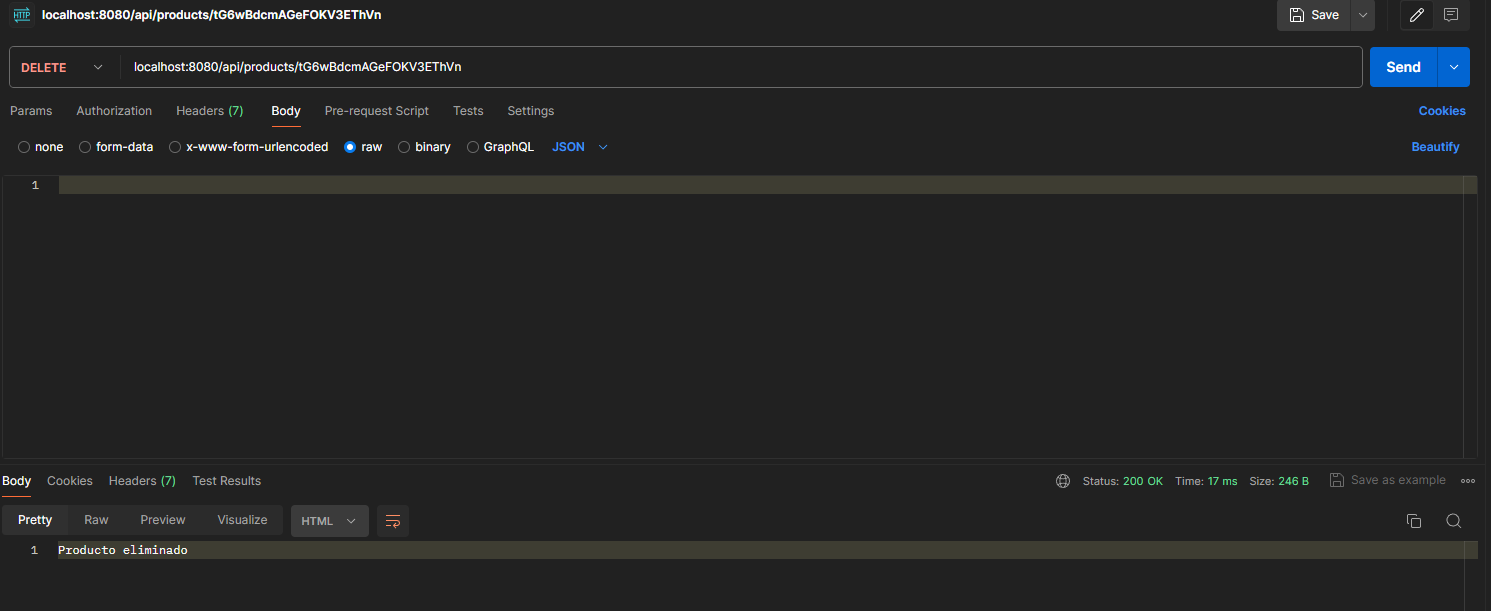 HTTP localhost:8080/api/products/tG6wBdcmAGeFOKV3EThVn Save
DELETE localhost:8080/api/products/tG6wBdcmAGeFOKV3EThVn Send
Params Authorization Headers (7) Body Pre-request Script Tests Settings Cookies
none form-data x-www-form-urlencoded raw binary GraphQL JSON Beautify
1
Body Cookies Headers (7) Test Results Status: 200 OK Time: 17 ms Size: 246 B Save as example
Pretty Raw Preview Visualize HTML
1 Producto eliminado